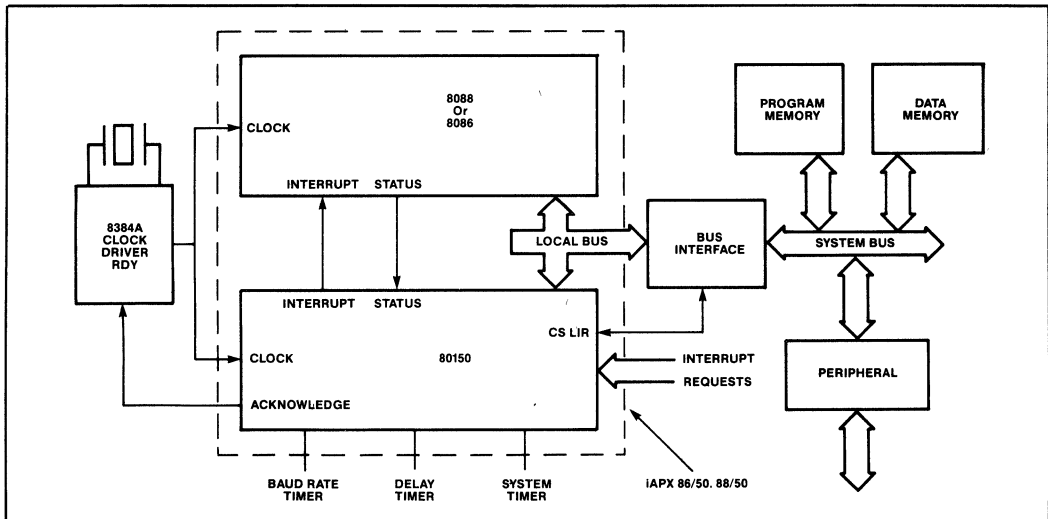 8088
Or
8086
CLOCK
INTERRUPT STATUS
PROGRAM
MEMORY
DATA
MEMORY
8384A
CLOCK
DRIVER
RDY
LOCAL BUS
BUS
INTERFACE
SYSTEM BUS
INTERRUPT STATUS
CS LIR
80150
CLOCK
ACKNOWLEDGE
INTERRUPT
REQUESTS
PERIPHERAL
BAUD RATE
TIMER
DELAY
TIMER
SYSTEM
TIMER
iAPX 86/50. 88/50